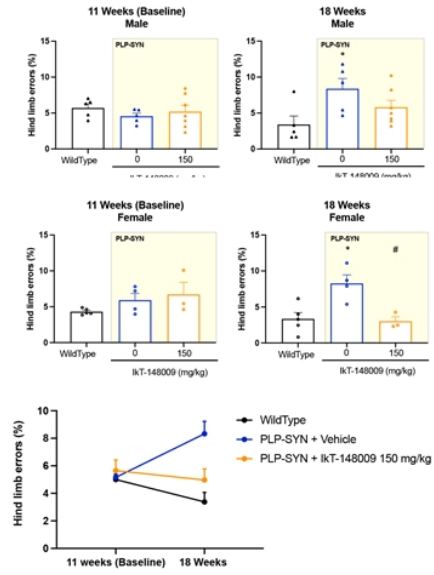 11 Weeks (Baseline)
Male
Hind limb errors (%)
15
10
5
0
PLP-SYN
WildType
0
150
18 Weeks
Male
Hind limb errors (%)
15
10
5
0
PLP-SYN
*
WildType
0
150
IkT-148009 (mg/kg)
11 Weeks (Baseline)
Female
Hind limb errors (%)
15
10
5
0
PLP-SYN
WildType
0
150
IkT-148009 (mg/kg)
18 Weeks
Female
Hind limb errors (%)
15
10
5
0
PLP-SYN
*
#
WildType
0
150
IkT-148009 (mg/kg)
Hind limb errors (%)
10
8
6
4
2
0
11 weeks (Baseline)
18 Weeks
WildType
PLP-SYN + Vehicle
PLP-SYN + IkT-148009 150 mg/kg